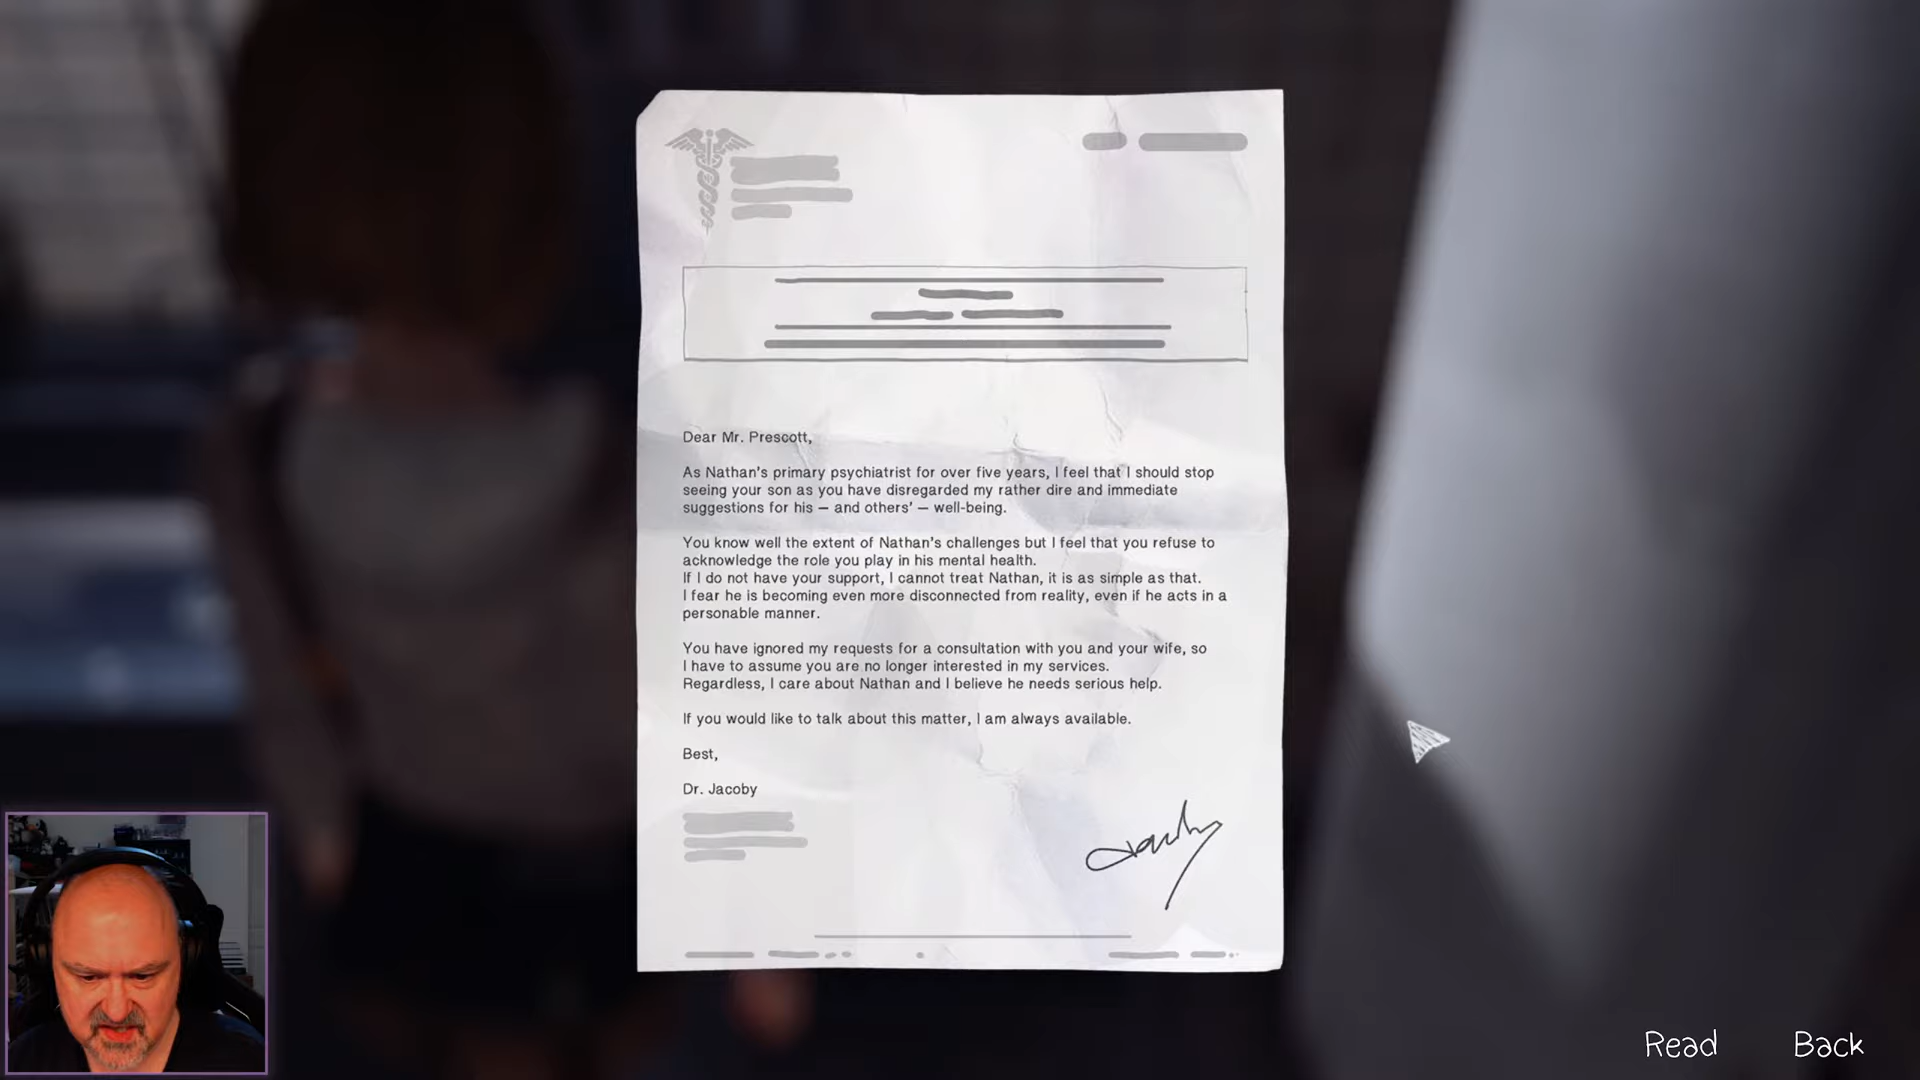 Dear Mr. Prescott,
As Nathan's primary psychiatrist for over five years, I feel that I should stop
seeing your son as you have disregarded my rather dire and immediate
suggestions for his – and others' – well-being.
You know well the extent of Nathan's challenges but I feel that you refuse to
acknowledge the role you play in his mental health.
If I do not have your support, I cannot treat Nathan, it is as simple as that.
I fear he is becoming even more disconnected from reality, even if he acts in a
personable manner.
You have ignored my requests for a consultation with you and your wife, so
I have to assume you are no longer interested in my services.
Regardless, I care about Nathan and I believe he needs serious help.
If you would like to talk about this matter, I am always available.
Best,
Dr. Jacoby
Read
Back